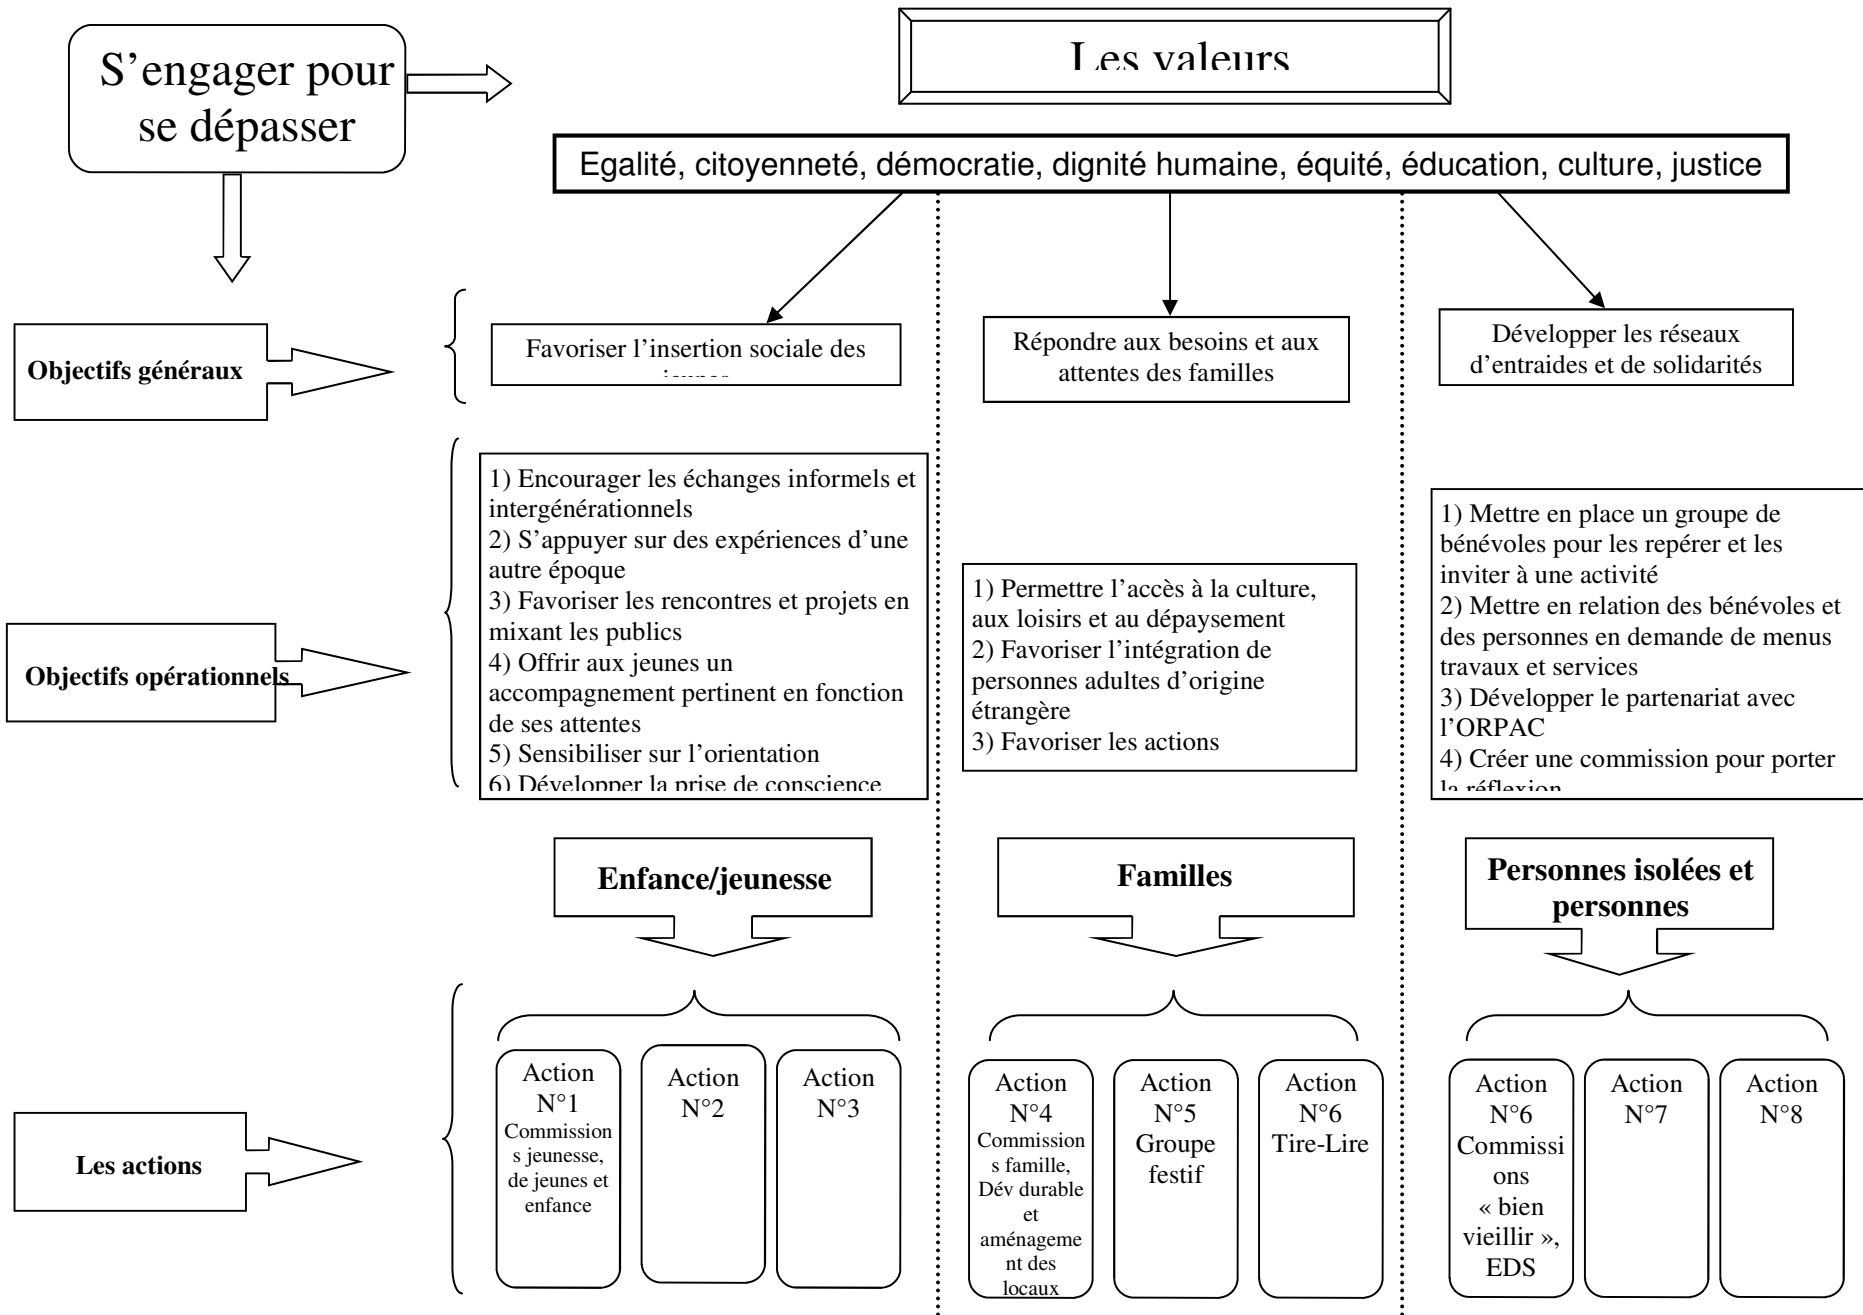 S’engager pour
se dépasser
Les valeurs
Egalité, citoyenneté, démocratie, dignité humaine, équité, éducation, culture, justice
Objectifs généraux
Favoriser l’insertion sociale des
Répondre aux besoins et aux
attentes des familles
Développer les réseaux
d’entraides et de solidarités
Objectifs opérationnels
1) Encourager les échanges informels et
intergénérationnels
2) S’appuyer sur des expériences d’une
autre époque
3) Favoriser les rencontres et projets en
mixant les publics
4) Offrir aux jeunes un
accompagnement pertinent en fonction
de ses attentes
5) Sensibiliser sur l’orientation
6) Développer la prise de conscience
1) Permettre l’accès à la culture,
aux loisirs et au dépaysement
2) Favoriser l’intégration de
personnes adultes d’origine
étrangère
3) Favoriser les actions
1) Mettre en place un groupe de
bénévoles pour les repérer et les
inviter à une activité
2) Mettre en relation des bénévoles et
des personnes en demande de menus
travaux et services
3) Développer le partenariat avec
l’ORPAC
4) Créer une commission pour porter
la réflexion
Enfance/jeunesse
Familles
Personnes isolées et
personnes
Les actions
Action
N°1
Commission
s jeunesse,
de jeunes et
enfance
Action
N°2
Action
N°3
Action
N°4
Commission
s famille,
Dév durable
et
aménageme
nt des
locaux
Action
N°5
Groupe
festif
Action
N°6
Tire-Lire
Action
N°6
Commissi
ons
« bien
vieillir »,
EDS
Action
N°7
Action
N°8